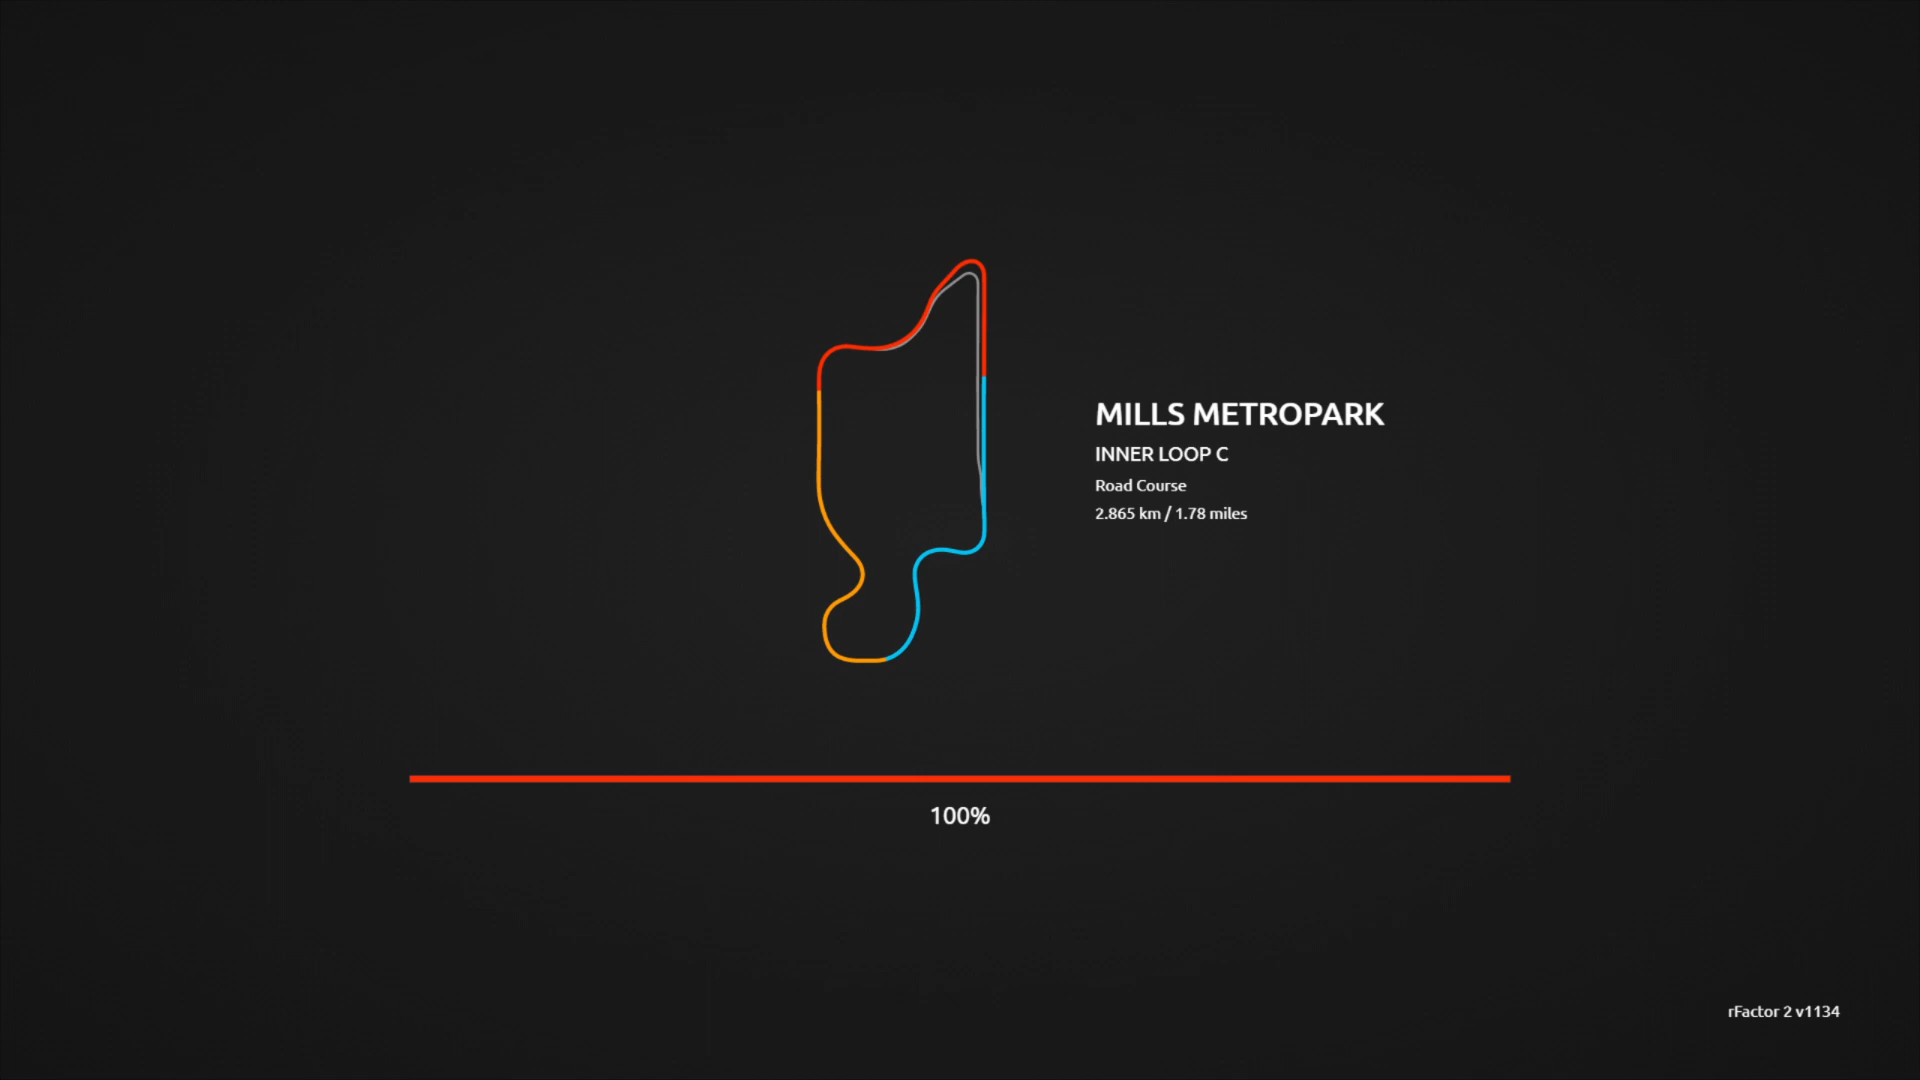 MILLS METROPARK
INNER LOOP C
Road Course
2.865 km / 1.78 miles
100%
rFactor 2 v1134